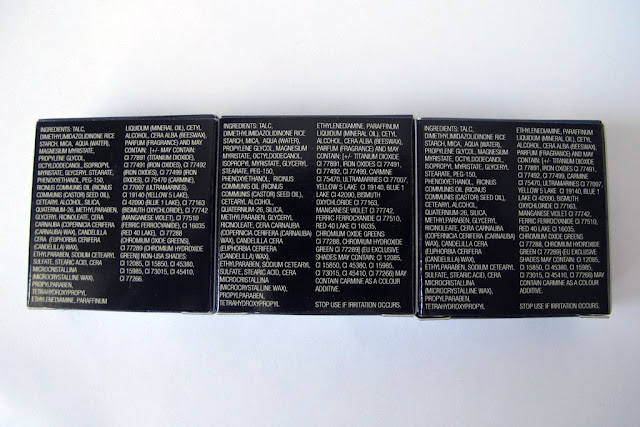 INGREDIENTS: TALC,
DIMETHYLIMIDAZOLIDINONE RICE
STARCH, MICA, AQUA (WATER),
MAGNESIUM MYRISTATE,
PROPYLENE GLYCOL,
OCTYLDODECANOL, ISOPROPYL
MYRISTATE, GLYCERYL STEARATE,
PHENOXYETHANOL, PEG-150,
RICINUS COMMUNIS OIL (RICINUS
COMMUNIS (CASTOR) SEED OIL),
CETEARYL ALCOHOL, SILICA,
QUATERNIUM-26, METHYLPARABEN,
GLYCERYL RICINOLEATE, CERA
CARNAUBA (COPERNICIA CERIFERA
(CARNAUBA) WAX), CANDELILLA
CERA (EUPHORBIA CERIFERA
(CANDELILLA) WAX),
ETHYLPARABEN, SODIUM CETEARYL
SULFATE, STEARIC ACID, CERA
MICROCRISTALLINA
(MICROCRYSTALLINE WAX),
PROPYLPARABEN,
TETRAHYDROXYPROPYL
ETHYLENEDIAMINE, PARAFFINUM
LIQUIDUM (MINERAL OIL), CETYL
ALCOHOL, CERA ALBA (BEESWAX),
PARFUM (FRAGRANCE) AND MAY
CONTAIN: [+/- MAY CONTAIN:
CI 77891 (TITANIUM DIOXIDE),
CI 77491 (IRON OXIDES), CI 77492
(IRON OXIDES), CI 77499 (IRON
OXIDES), CI 75470 (CARMINE),
CI 77007 (ULTRAMARINES),
CI 19140 (YELLOW 5 LAKE),
CI 42090 (BLUE 1 LAKE), CI 77163
(BISMUTH OXYCHLORIDE), CI 77742
(MANGANESE VIOLET), CI 77510
(FERRIC FERROCYANIDE), CI 16035
(RED 40 LAKE), CI 77288
(CHROMIUM OXIDE GREENS),
CI 77289 (CHROMIUM HYDROXIDE
GREEN)] NON-USA SHADES:
CI 12085, CI 15850, CI 15380,
CI 15985, CI 73015, CI 45410,
CI 77266.
INGREDIENTS: TALC,
DIMETHYLIMIDAZOLIDINONE RICE
STARCH, MICA, AQUA (WATER),
PROPYLENE GLYCOL, MAGNESIUM
MYRISTATE, OCTYLDODECANOL,
ISOPROPYL MYRISTATE, GLYCERYL
STEARATE, PEG-150,
PHENOXYETHANOL, RICINUS
COMMUNIS OIL (RICINUS
COMMUNIS (CASTOR) SEED OIL),
CETEARYL ALCOHOL,
QUATERNIUM-26, SILICA,
METHYLPARABEN, GLYCERYL
RICINOLEATE, CERA CARNAUBA
(COPERNICIA CERIFERA (CARNAUBA)
WAX), CANDELILLA CERA
(EUPHORBIA CERIFERA
(CANDELILLA) WAX),
ETHYLPARABEN, SODIUM CETEARYL
SULFATE, STEARIC ACID, CERA
MICROCRISTALLINA
(MICROCRYSTALLINE WAX),
PROPYLPARABEN,
TETRAHYDROXYPROPYL
ETHYLENEDIAMINE, PARAFFINUM
LIQUIDUM (MINERAL OIL), CETYL
ALCOHOL, CERA ALBA (BEESWAX),
PARFUM (FRAGRANCE) AND MAY
CONTAIN: [+/- TITANIUM DIOXIDE
CI 77891, IRON OXIDES CI 77491,
CI 77492, CI 77499, CARMINE
CI 75470, ULTRAMARINES CI 77007,
YELLOW 5 LAKE CI 19140, BLUE 1
LAKE CI 42090, BISMUTH
OXYCHLORIDE CI 77163,
MANGANESE VIOLET CI 77742,
FERRIC FERROCYANIDE CI 77510,
RED 40 LAKE CI 16035,
CHROMIUM OXIDE GREENS
CI 77288, CHROMIUM HYDROXIDE
GREEN CI 77289] (EU EXCLUSIVE
SHADES MAY CONTAIN: CI 12085,
CI 15850, CI 45380, CI 15985,
CI 73015, CI 45410, CI 77266) MAY
CONTAIN CARMINE AS A COLOUR
ADDITIVE.
STOP USE IF IRRITATION OCCURS.
INGREDIENTS: TALC,
DIMETHYLIMIDAZOLIDINONE RICE
STARCH, MICA, AQUA (WATER),
PROPYLENE GLYCOL, MAGNESIUM
MYRISTATE, OCTYLDODECANOL,
ISOPROPYL MYRISTATE, GLYCERYL
STEARATE, PEG-150,
PHENOXYETHANOL, RICINUS
COMMUNIS OIL (RICINUS
COMMUNIS (CASTOR) SEED OIL),
CETEARYL ALCOHOL,
QUATERNIUM-26, SILICA,
METHYLPARABEN, GLYCERYL
RICINOLEATE, CERA CARNAUBA
(COPERNICIA CERIFERA (CARNAUBA)
WAX), CANDELILLA CERA
(EUPHORBIA CERIFERA
(CANDELILLA) WAX),
ETHYLPARABEN, SODIUM CETEARYL
SULFATE, STEARIC ACID, CERA
MICROCRISTALLINA
(MICROCRYSTALLINE WAX),
PROPYLPARABEN,
TETRAHYDROXYPROPYL
ETHYLENEDIAMINE, PARAFFINUM
LIQUIDUM (MINERAL OIL), CETYL
ALCOHOL, CERA ALBA (BEESWAX),
PARFUM (FRAGRANCE) AND MAY
CONTAIN: [+/- TITANIUM DIOXIDE
CI 77891, IRON OXIDES CI 77491,
CI 77492, CI 77499, CARMINE
CI 75470, ULTRAMARINES CI 77007,
YELLOW 5 LAKE CI 19140, BLUE 1
LAKE CI 42090, BISMUTH
OXYCHLORIDE CI 77163,
MANGANESE VIOLET CI 77742,
FERRIC FERROCYANIDE CI 77510,
RED 40 LAKE CI 16035,
CHROMIUM OXIDE GREENS
CI 77288, CHROMIUM HYDROXIDE
GREEN CI 77289] (EU EXCLUSIVE
SHADES MAY CONTAIN: CI 12085,
CI 15850, CI 45380, CI 15985,
CI 73015, CI 45410, CI 77266) MAY
CONTAIN CARMINE AS A COLOUR
ADDITIVE.
STOP USE IF IRRITATION OCCURS.